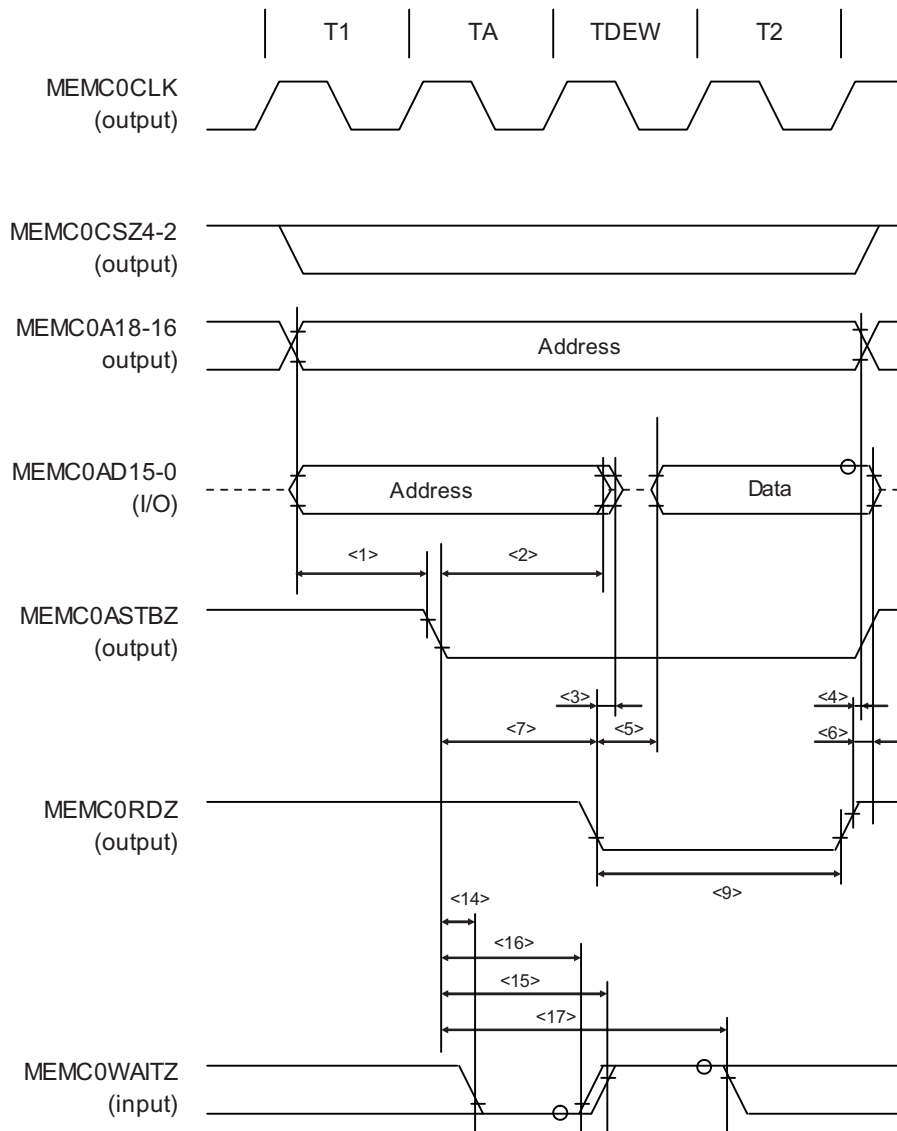 T1 TA TDEW T2
MEMC0CLK
(output)
MEMC0CSZ4-2
(output)
MEMC0A18-16
output)
Address
MEMC0AD15-0
(I/O)
Address
Data
<1>
<2>
MEMC0ASTBZ
(output)
<3>
<4>
<7>
<5>
<6>
MEMC0RDZ
(output)
<9>
<14>
<16>
<15>
<17>
MEMC0WAITZ
(input)